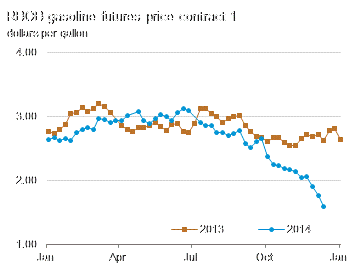 RBOB gasoline futures price contract 1
dollars per gallon
4.00
3.00
2.00
1.00
Jan Apr Jul Oct Jan
2013 2014